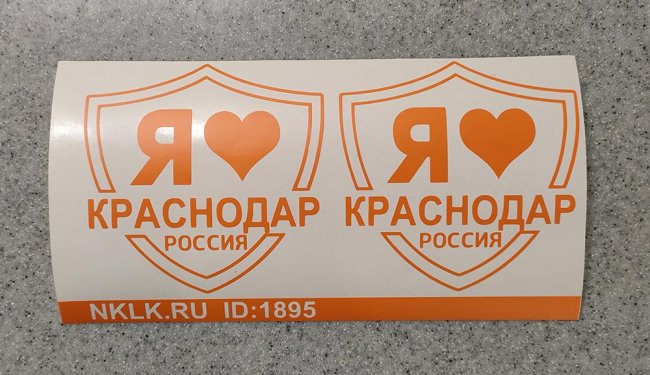 Я Я
КРАСНОДАР КРАСНОДАР
РОССИЯ РОССИЯ
NKLK.RU ID:1895